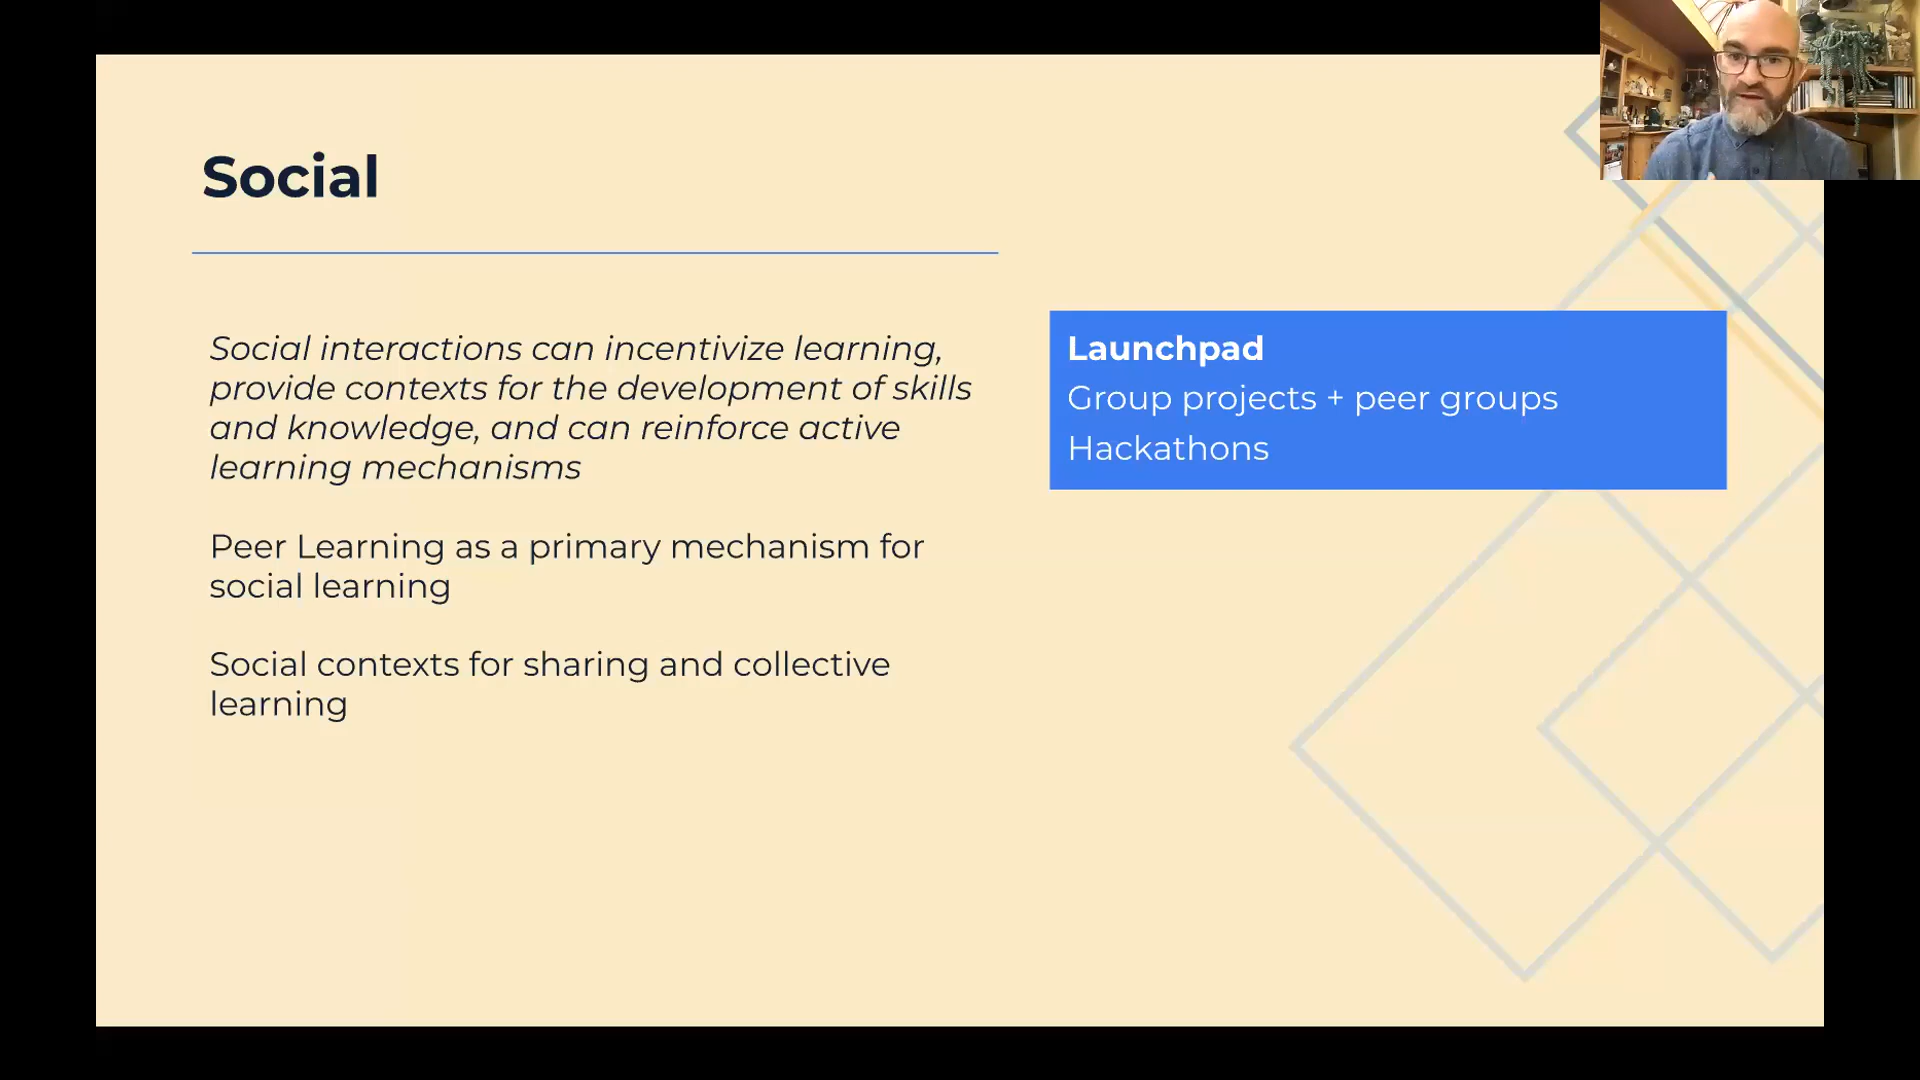 Social
Social interactions can incentivize learning,
provide contexts for the development of skills
and knowledge, and can reinforce active
learning mechanisms
Peer Learning as a primary mechanism for
social learning
Social contexts for sharing and collective
learning
Launchpad
Group projects + peer groups
Hackathons